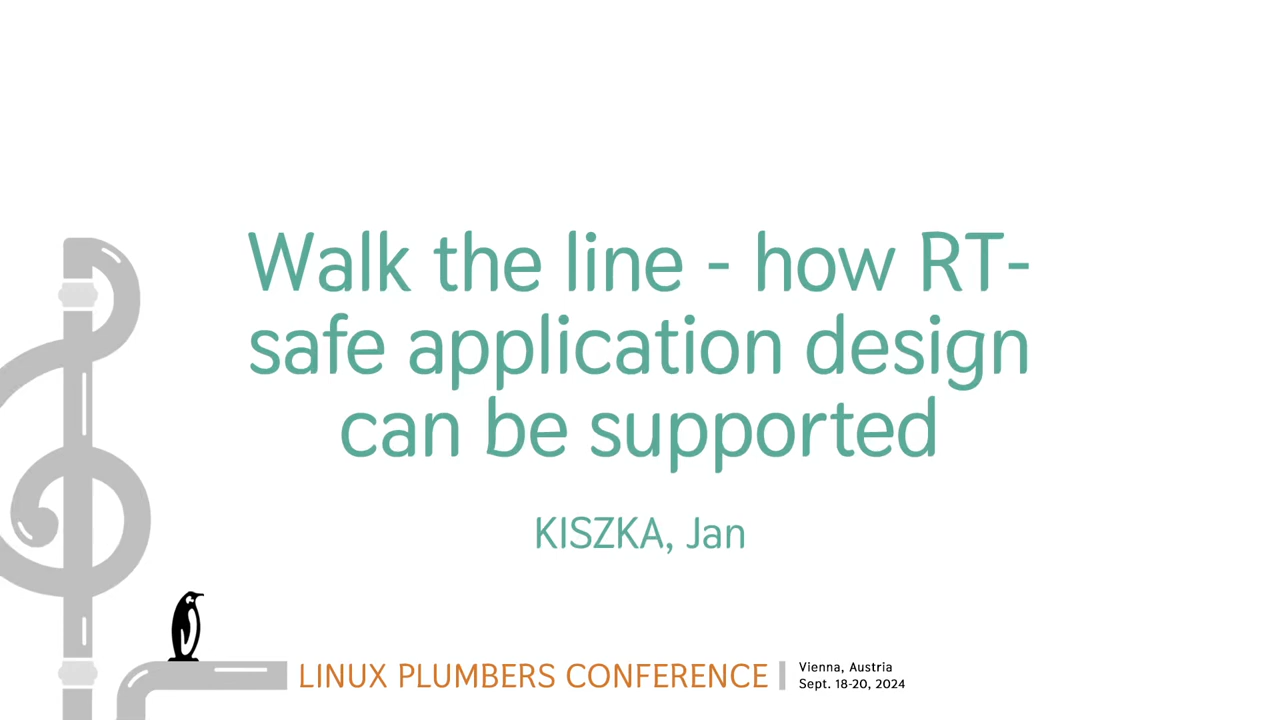 Walk the line - how RT-
safe application design
can be supported
KISZKA, Jan
LINUX PLUMBERS CONFERENCE
Vienna, Austria
Sept. 18-20, 2024